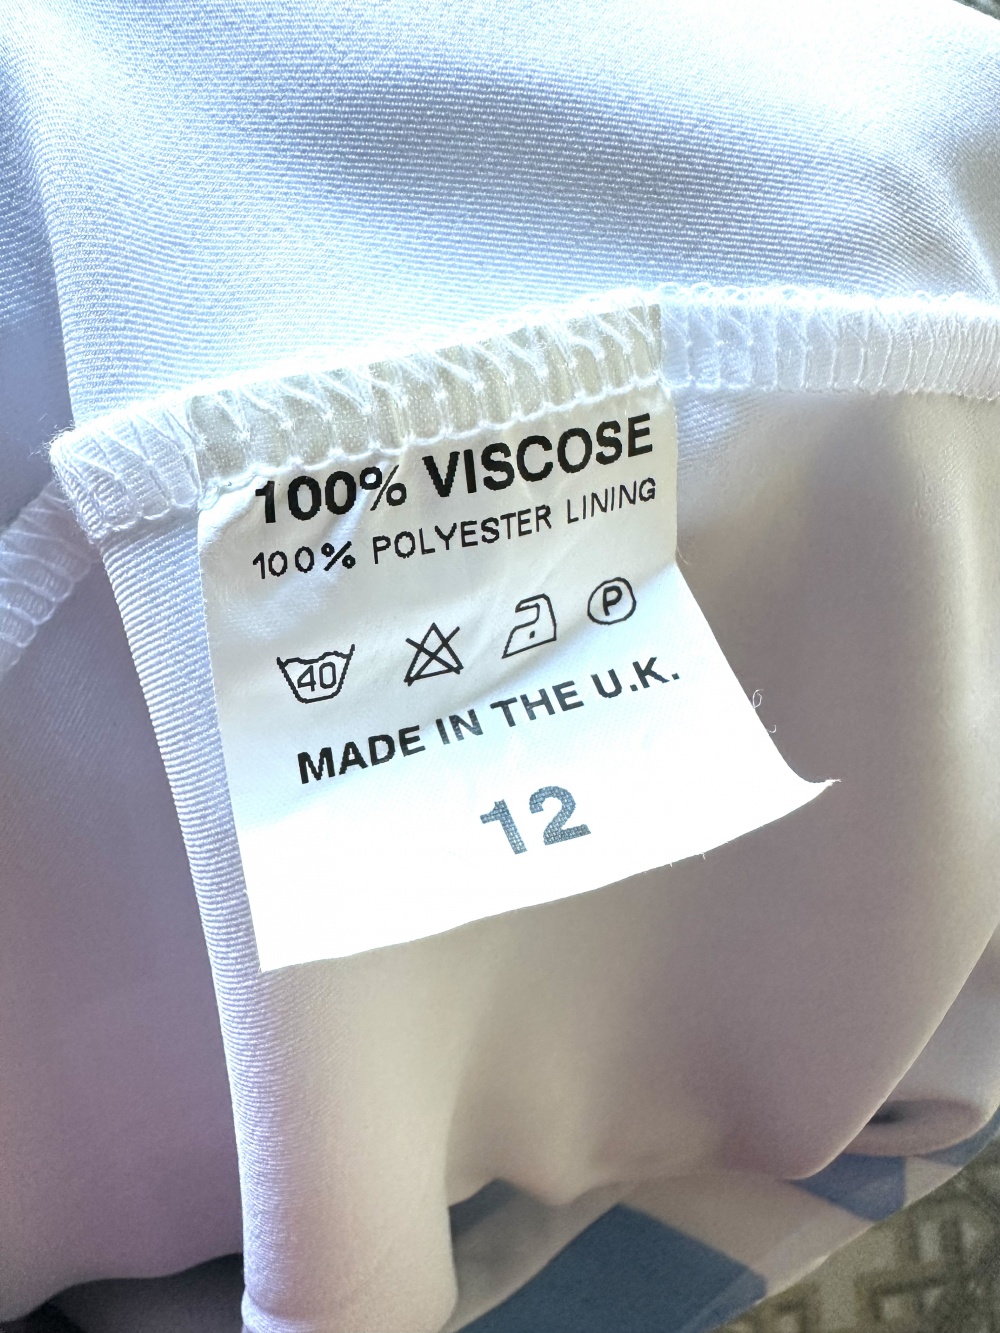 100% VISCOSE
100% POLYESTER LINING
40 P
MADE IN THE U.K.
12